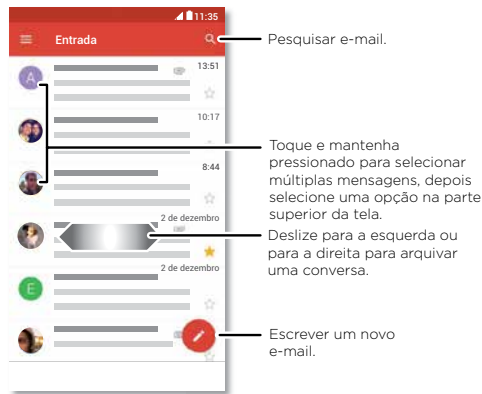 11:35
Entrada
Pesquisar e-mail.
A
13:51
10:17
Toque e mantenha
pressionado para selecionar
múltiplas mensagens, depois
selecione uma opção na parte
superior da tela.
8:44
2 de dezembro
Deslize para a esquerda ou
para a direita para arquivar
uma conversa.
E
2 de dezembro
Escrever um novo
e-mail.